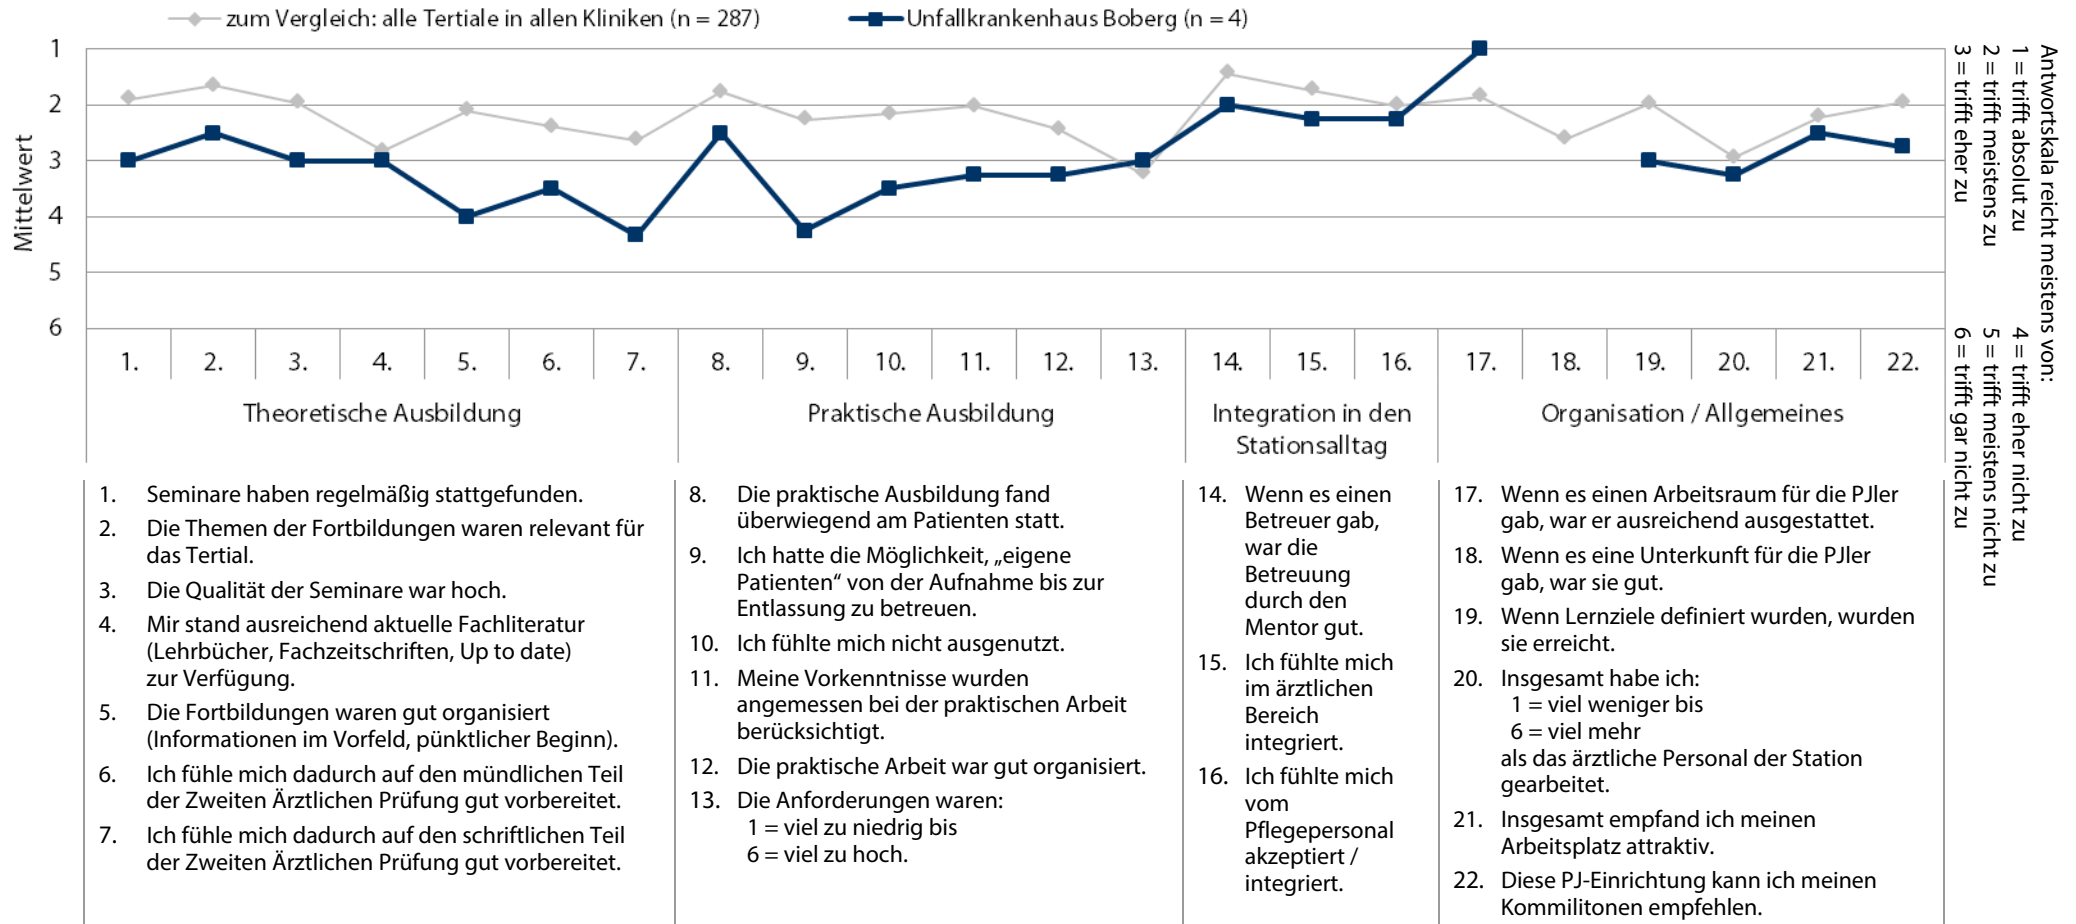 zum Vergleich: alle Tertiale in allen Kliniken (n = 287)
Unfallkrankenhaus Boberg (n = 4)
Mittelwert
1
2
3
4
5
6
1.
2.
3.
4.
5.
6.
7.
8.
9.
10.
11.
12.
13.
14.
15.
16.
17.
18.
19.
20.
21.
22.
Theoretische Ausbildung
Praktische Ausbildung
Integration in den
Stationsalltag
Organisation / Allgemeines
Antwortskala reicht meistens von:
1 = trifft absolut zu
2 = trifft meistens zu
3 = trifft eher zu
4 = trifft eher nicht zu
5 = trifft meistens nicht zu
6 = trifft gar nicht zu
1. Seminare haben regelmäßig stattgefunden.
2. Die Themen der Fortbildungen waren relevant für
das Tertial.
3. Die Qualität der Seminare war hoch.
4. Mir stand ausreichend aktuelle Fachliteratur
(Lehrbücher, Fachzeitschriften, Up to date)
zur Verfügung.
5. Die Fortbildungen waren gut organisiert
(Informationen im Vorfeld, pünktlicher Beginn).
6. Ich fühle mich dadurch auf den mündlichen Teil
der Zweiten Ärztlichen Prüfung gut vorbereitet.
7. Ich fühle mich dadurch auf den schriftlichen Teil
der Zweiten Ärztlichen Prüfung gut vorbereitet.
8. Die praktische Ausbildung fand
überwiegend am Patienten statt.
9. Ich hatte die Möglichkeit, „eigene
Patienten“ von der Aufnahme bis zur
Entlassung zu betreuen.
10. Ich fühlte mich nicht ausgenutzt.
11. Meine Vorkenntnisse wurden
angemessen bei der praktischen Arbeit
berücksichtigt.
12. Die praktische Arbeit war gut organisiert.
13. Die Anforderungen waren:
1 = viel zu niedrig bis
6 = viel zu hoch.
14. Wenn es einen
Betreuer gab,
war die
Betreuung
durch den
Mentor gut.
15. Ich fühlte mich
im ärztlichen
Bereich
integriert.
16. Ich fühlte mich
vom
Pflegepersonal
akzeptiert /
integriert.
17. Wenn es einen Arbeitsraum für die PJler
gab, war er ausreichend ausgestattet.
18. Wenn es eine Unterkunft für die PJler
gab, war sie gut.
19. Wenn Lernziele definiert wurden, wurden
sie erreicht.
20. Insgesamt habe ich:
1 = viel weniger bis
6 = viel mehr
als das ärztliche Personal der Station
gearbeitet.
21. Insgesamt empfand ich meinen
Arbeitsplatz attraktiv.
22. Diese PJ-Einrichtung kann ich meinen
Kommilitonen empfehlen.